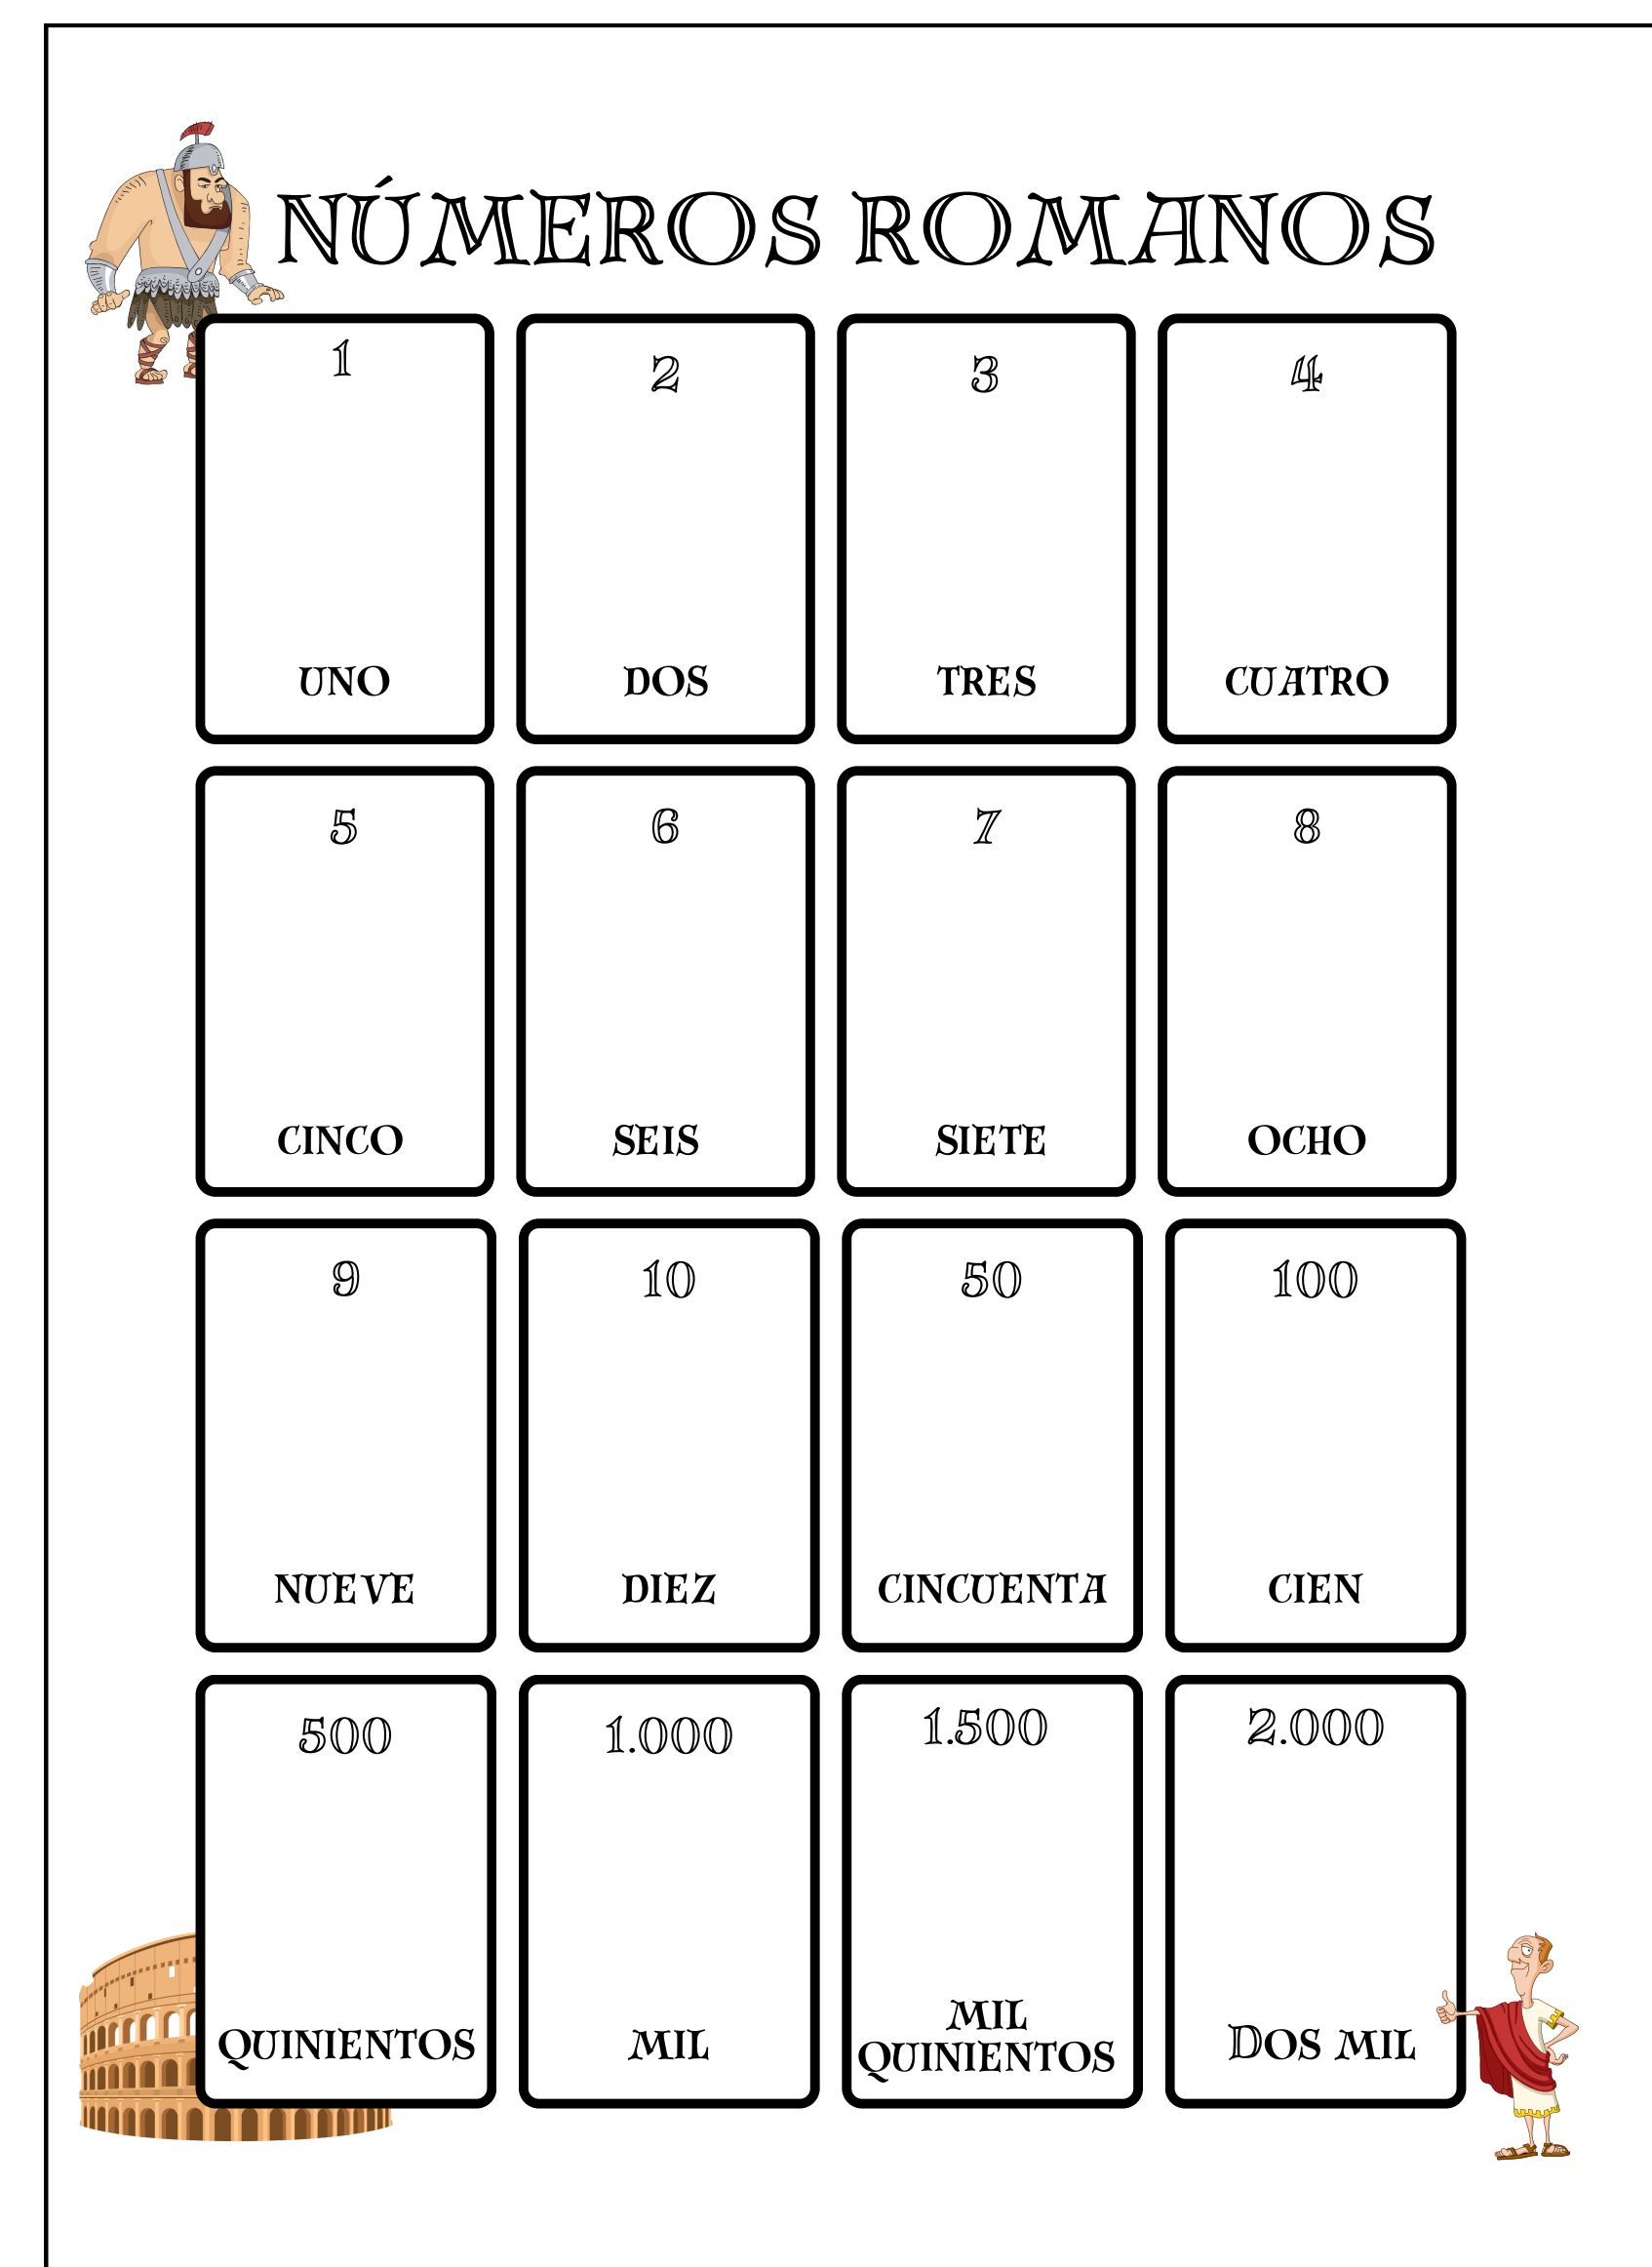 NÚMEROS ROMANOS
1 2 3 4
UNO DOS TRES CUATRO
5 6 7 8
CINCO SEIS SIETE OCHO
9 10 50 100
NUEVE DIEZ CINCUENTA CIEN
500 1.000 1.500 2.000
QUINIENTOS MIL MIL
QUINIENTOS DOS MIL